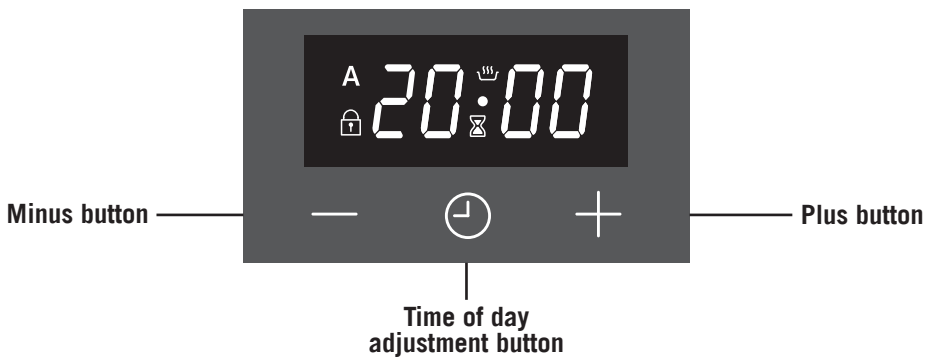 A 20:00
Minus button
Plus button
Time of day
adjustment button